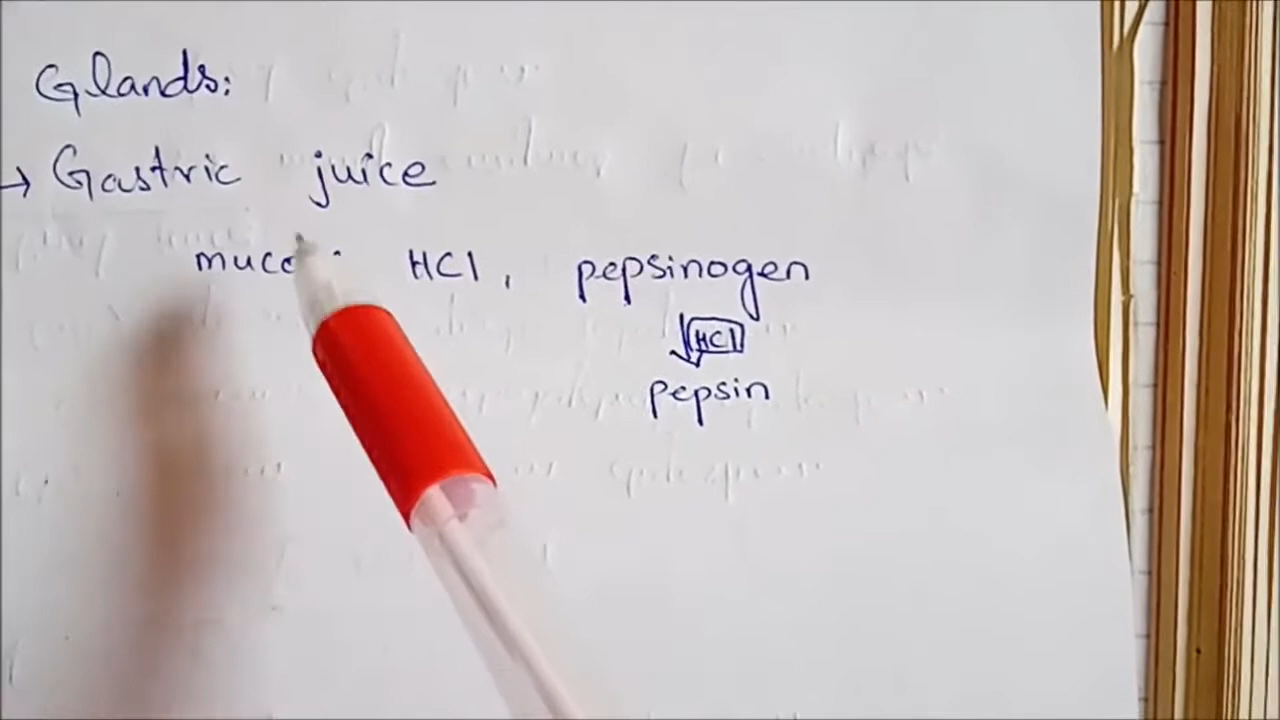 Glands:
→ Gastric juice
HCl, pepsinogen
HCl
pepsin